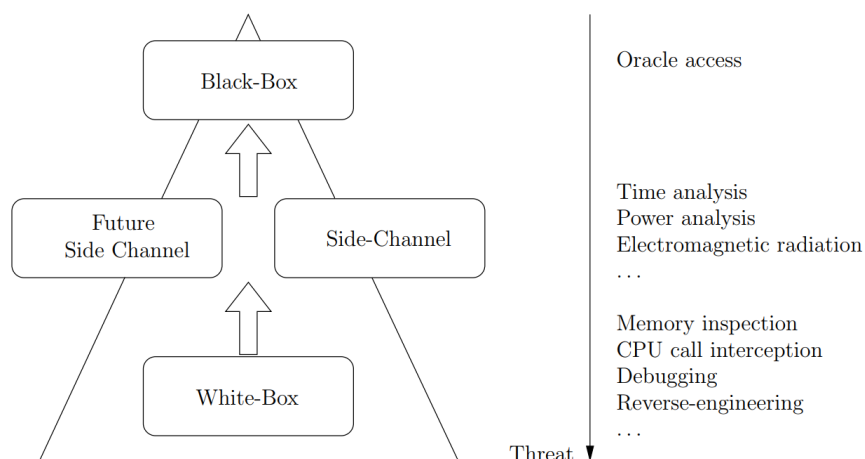 Black-Box
Oracle access
Future
Side Channel
Side-Channel
Time analysis
Power analysis
Electromagnetic radiation
...
White-Box
Memory inspection
CPU call interception
Debugging
Reverse-engineering
...
Threat